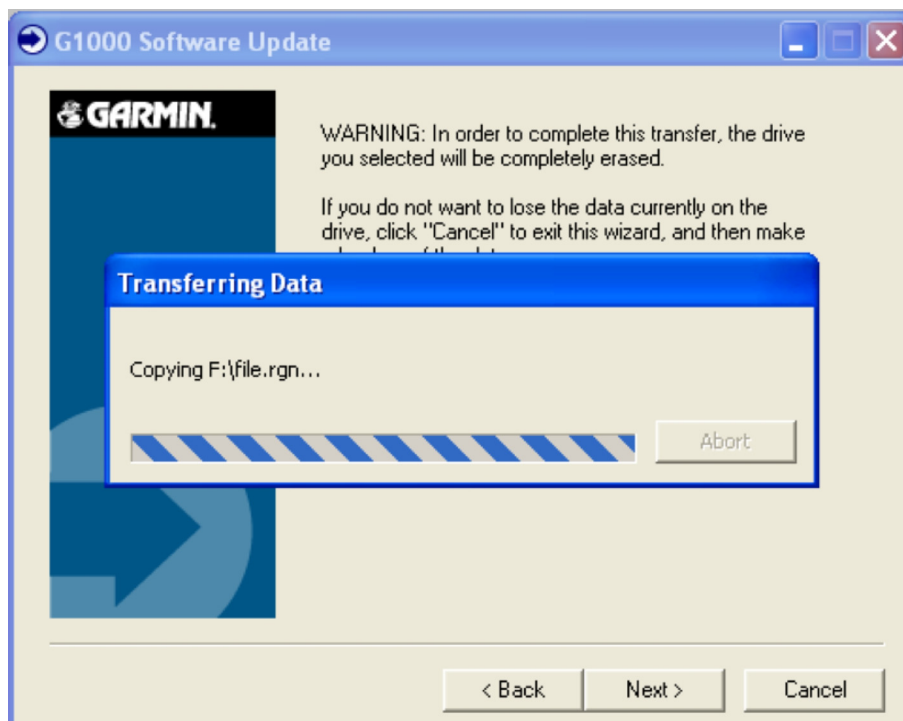 G1000 Software Update
GARMIN.
WARNING: In order to complete this transfer, the drive
you selected will be completely erased.
If you do not want to lose the data currently on the
drive, click "Cancel" to exit this wizard, and then make
Transferring Data
Copying F:\file.rgn...
Abort
< Back
Next >
Cancel